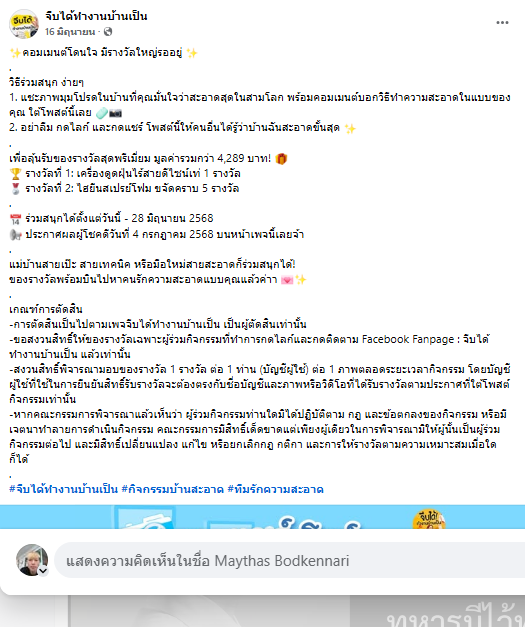 จีบได้ทำงานบ้านเป็น
16 มิถุนายน ·
✨คอมเมนต์โดนใจ มีรางวัลใหญ่รออยู่ ✨
.
วิธีร่วมสนุก ง่ายๆ
1. แชะภาพมุมโปรดในบ้านที่คุณมั่นใจว่าสะอาดสุดในสามโลก พร้อมคอมเมนต์บอกวิธีทำความสะอาดในแบบของ
คุณ ใต้โพสต์นี้เลย 🧼📷
2. อย่าลืม กดไลก์ และกดแชร์ โพสต์นี้ให้คนอื่นได้รู้ว่าบ้านฉันสะอาดขั้นสุด ✨
.
เพื่อลุ้นรับของรางวัลสุดพรีเมี่ยม มูลค่ารวมกว่า 4,289 บาท! 🎁
🏆 รางวัลที่ 1: เครื่องดูดฝุ่นไร้สายดีไซน์เท่ 1 รางวัล
🥈 รางวัลที่ 2: ไฮยีนสเปรย์โฟม ขจัดคราบ 5 รางวัล
.
📅 ร่วมสนุกได้ตั้งแต่วันนี้ - 28 มิถุนายน 2568
📢 ประกาศผลผู้โชคดีวันที่ 4 กรกฎาคม 2568 บนหน้าเพจนี้เลยจ้า
.
แม่บ้านสายเป๊ะ สายเทคนิค หรือมือใหม่สายสะอาดก็ร่วมสนุกได้!
ของรางวัลพร้อมบินไปหาคนรักความสะอาดแบบคุณแล้วค่าา 💌✨
.
เกณฑ์การตัดสิน
-การตัดสินเป็นไปตามเพจจีบได้ทำงานบ้านเป็น เป็นผู้ตัดสินเท่านั้น
-ขอสงวนสิทธิ์ให้ของรางวัลเฉพาะผู้ร่วมกิจกรรมที่ทำการกดไลก์และกดติดตาม Facebook Fanpage : จีบได้
ทำงานบ้านเป็น แล้วเท่านั้น
-สงวนสิทธิ์พิจารณามอบของรางวัล 1 รางวัล ต่อ 1 ท่าน (บัญชีผู้ใช้) ต่อ 1 ภาพตลอดระยะเวลากิจกรรม โดยบัญชี
ผู้ใช้ที่ใช้ในการยืนยันสิทธิ์รับรางวัลจะต้องตรงกับชื่อบัญชีและภาพหรือวิดีโอที่ได้รับรางวัลตามประกาศที่ใต้โพสต์
กิจกรรมเท่านั้น
-หากคณะกรรมการพิจารณาแล้วเห็นว่า ผู้ร่วมกิจกรรมท่านใดมิได้ปฏิบัติตาม กฎ และข้อตกลงของกิจกรรม หรือมี
เจตนาทำลายการดำเนินกิจกรรม คณะกรรมการมีสิทธิ์เด็ดขาดแต่เพียงผู้เดียวในการพิจารณามิให้ผู้นั้นเป็นผู้ร่วม
กิจกรรมต่อไป และมีสิทธิ์เปลี่ยนแปลง แก้ไข หรือยกเลิกกฎ กติกา และการให้รางวัลตามความเหมาะสมเมื่อใด
ก็ได้
.
#จีบได้ทำงานบ้านเป็น #กิจกรรมบ้านสะอาด #ทีมรักความสะอาด
แสดงความคิดเห็นในชื่อ Maythas Bodkennari